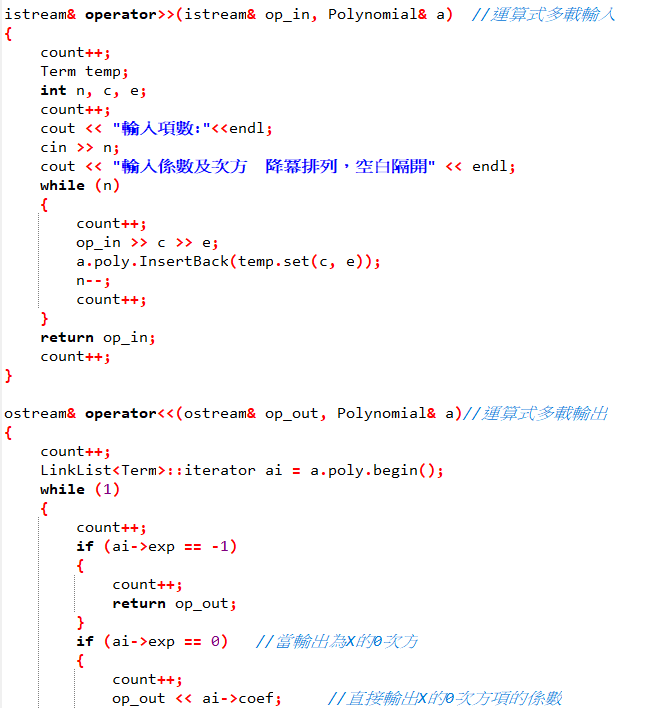 istream& operator>>(istream& op_in, Polynomial& a)  //運算式多載輸入
{
    count++;
    Term temp;
    int n, c, e;
    count++;
    cout << "輸入項數:"<<endl;
    cin >> n;
    cout << "輸入係數及次方　降冪排列，空白隔開" << endl;
    while (n)
    {
        count++;
        op_in >> c >> e;
        a.poly.InsertBack(temp.set(c, e));
        n--;
        count++;
    }
    return op_in;
    count++;
}
ostream& operator<<(ostream& op_out, Polynomial& a)//運算式多載輸出
{
    count++;
    LinkList<Term>::iterator ai = a.poly.begin();
    while (1)
    {
        count++;
        if (ai->exp == -1)
        {
            count++;
            return op_out;
        }
        if (ai->exp == 0)   //當輸出為X的0次方
        {
            count++;
            op_out << ai->coef;     //直接輸出X的0次方項的係數